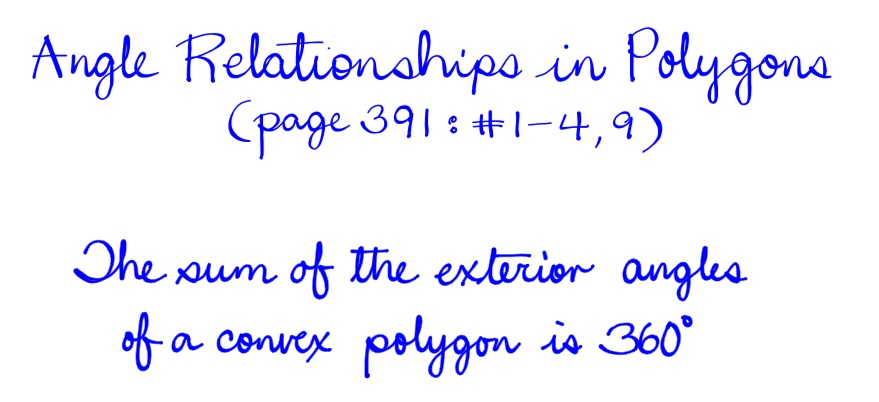 Angle Relationships in Polygons
(page 391: #1-4, 9)
The sum of the exterior angles
of a convex polygon is 360°